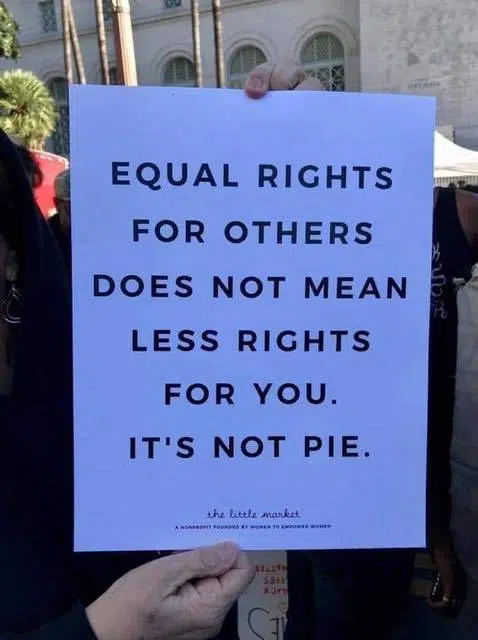 EQUAL RIGHTS
FOR OTHERS
DOES NOT MEAN
LESS RIGHTS
FOR YOU.
IT'S NOT PIE.
the little market
A NONPROFIT FOUNDED BY WOMEN TO EMPOWER WOMEN